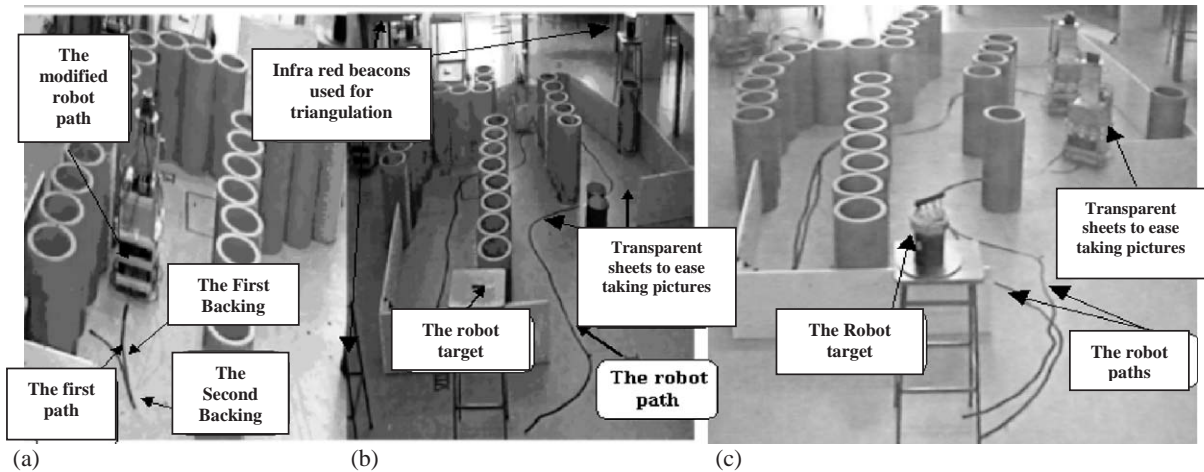 The
modified
robot
path
The First
Backing
The first
path
The
Second
Backing
(a)
Infra red beacons
used for
triangulation
Transparent
sheets to ease
taking pictures
The robot
target
The robot
path
(b)
Transparent
sheets to ease
taking pictures
The Robot
target
The robot
paths
(c)